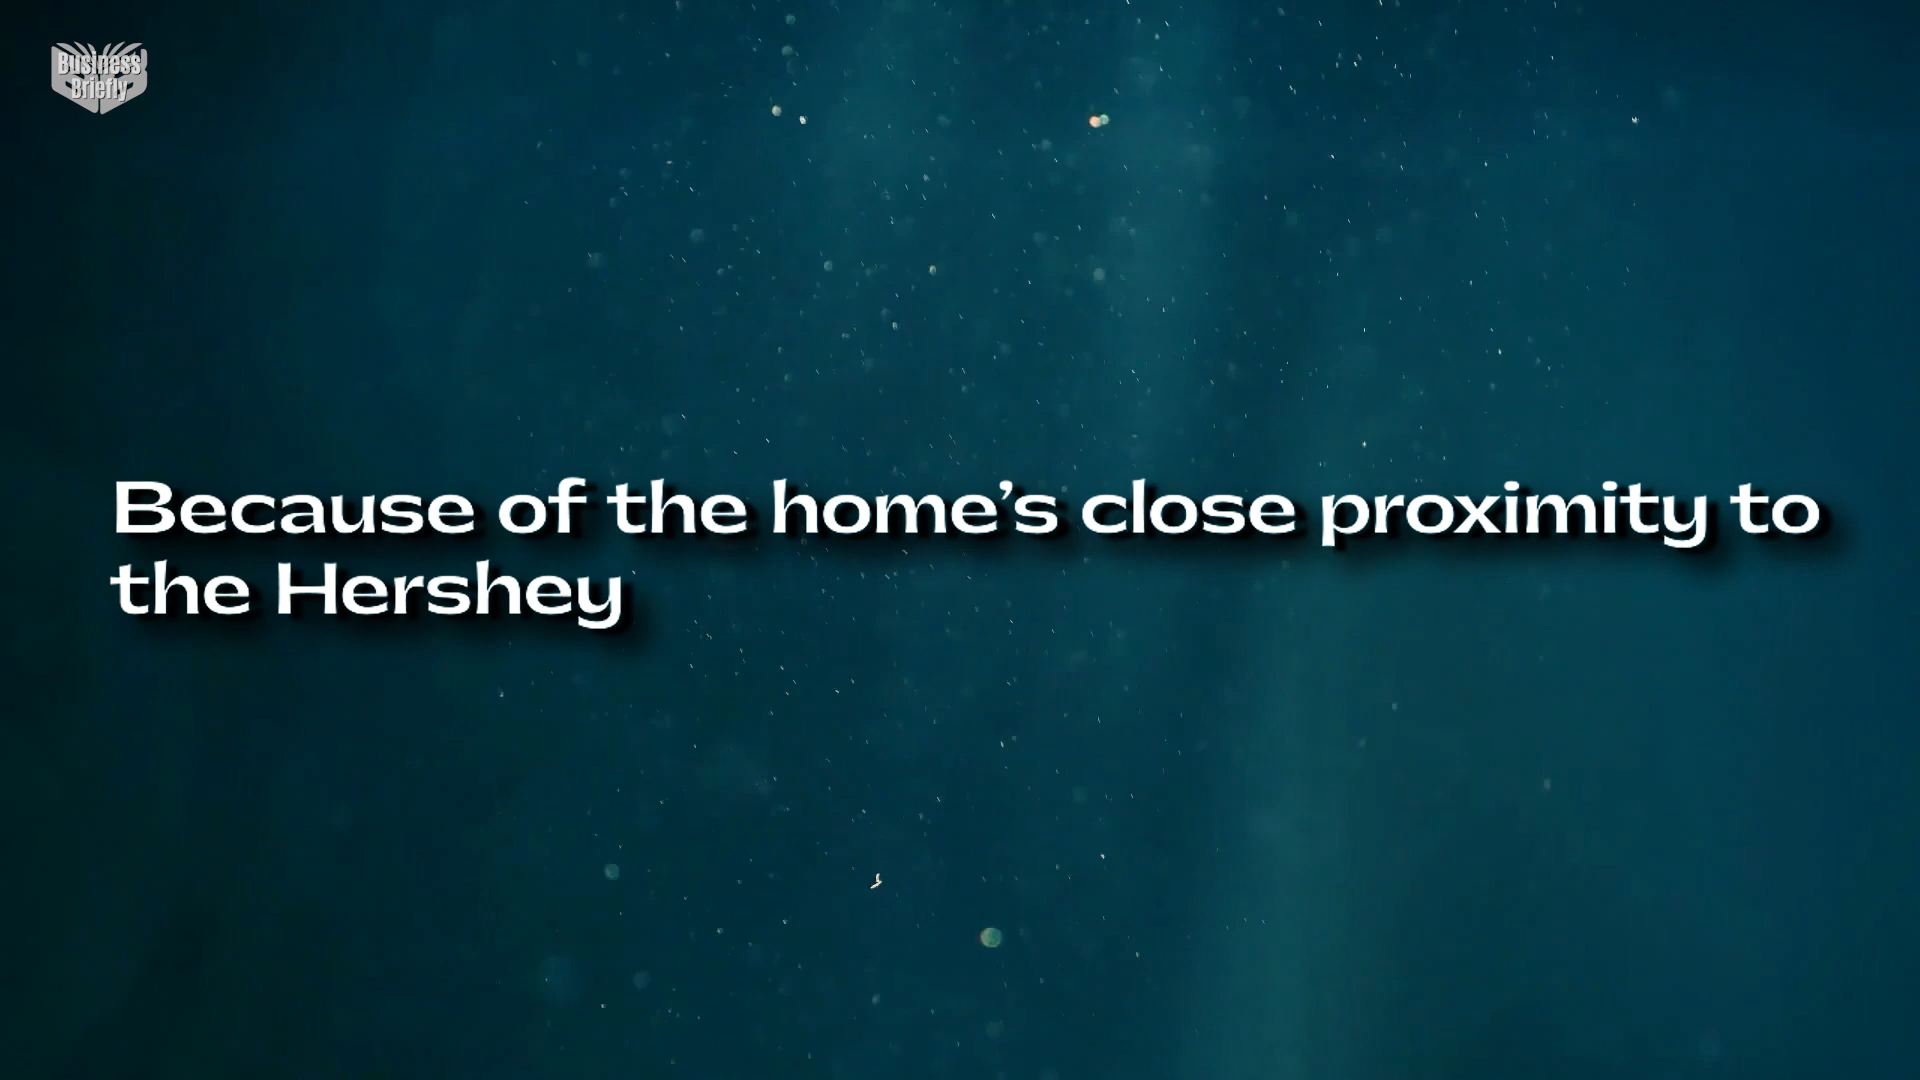 Business
Briefly
Because of the home’s close proximity to
the Hershey